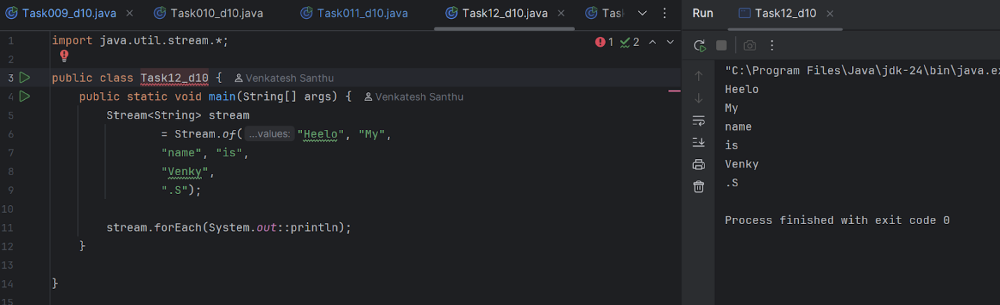 Task009_d10.java Task010_d10.java Task011_d10.java Task12_d10.java Task
1 import java.util.stream.*;
2
3 public class Task12_d10 { Venkatesh Santhu
4 public static void main(String[] args) { Venkatesh Santhu
5 Stream<String> stream
6 = Stream.of( ...values: "Heelo", "My",
7 "name", "is",
8 "Venky",
9 ".S");
10
11 stream.forEach(System.out::println);
12 }
13
14 }
15
1 2
Run Task12_d10
"C:\Program Files\Java\jdk-24\bin\java.ex
Heelo
My
name
is
Venky
.S
Process finished with exit code 0